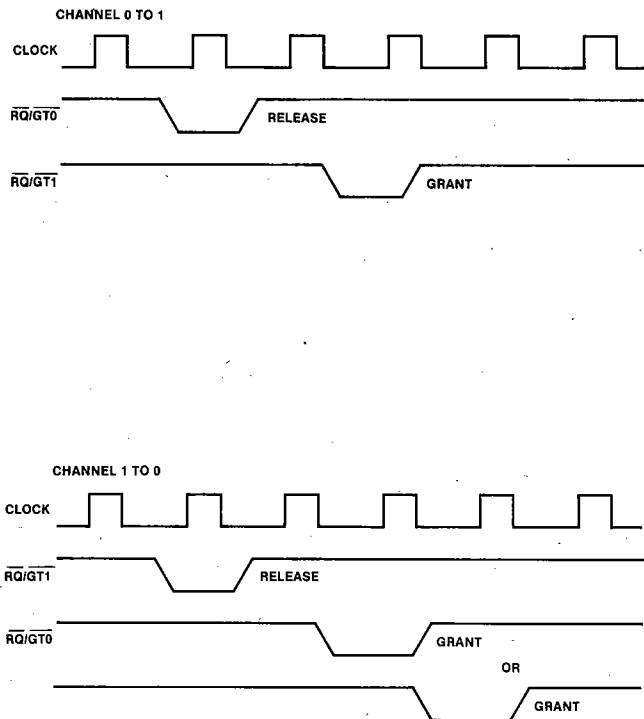 CHANNEL 0 TO 1
CLOCK
RQ/GT0
RELEASE
RQ/GT1
GRANT
CHANNEL 1 TO 0
CLOCK
RQ/GT1
RELEASE
RQ/GT0
GRANT
OR
GRANT